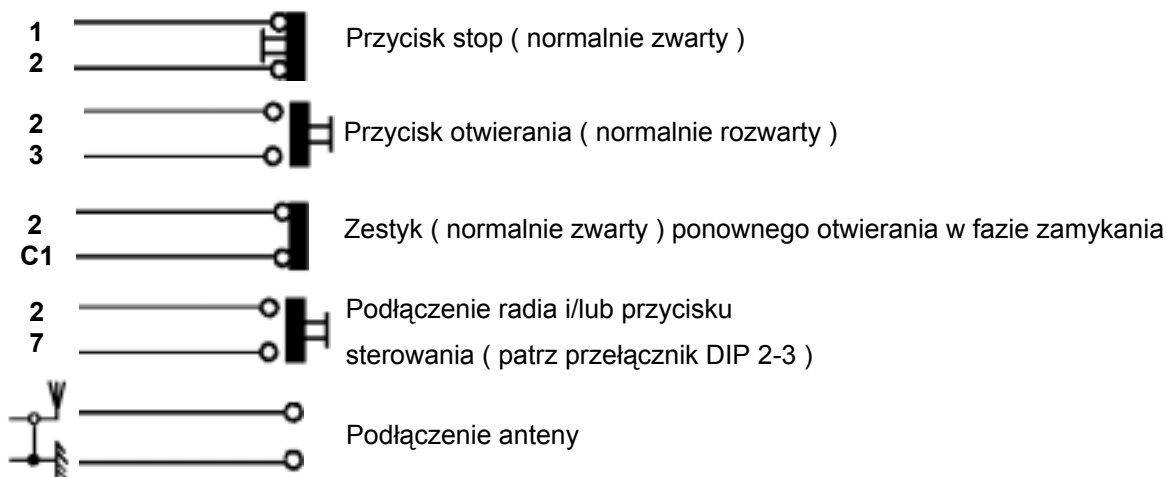 1
Przycisk stop ( normalnie zwarty )
2
2
Przycisk otwierania ( normalnie rozwarty )
3
2
Zestyk ( normalnie zwarty ) ponownego otwierania w fazie zamykania
C1
2
Podłączenie radia i/lub przycisku
7
sterowania ( patrz przełącznik DIP 2-3 )
Podłączenie anteny